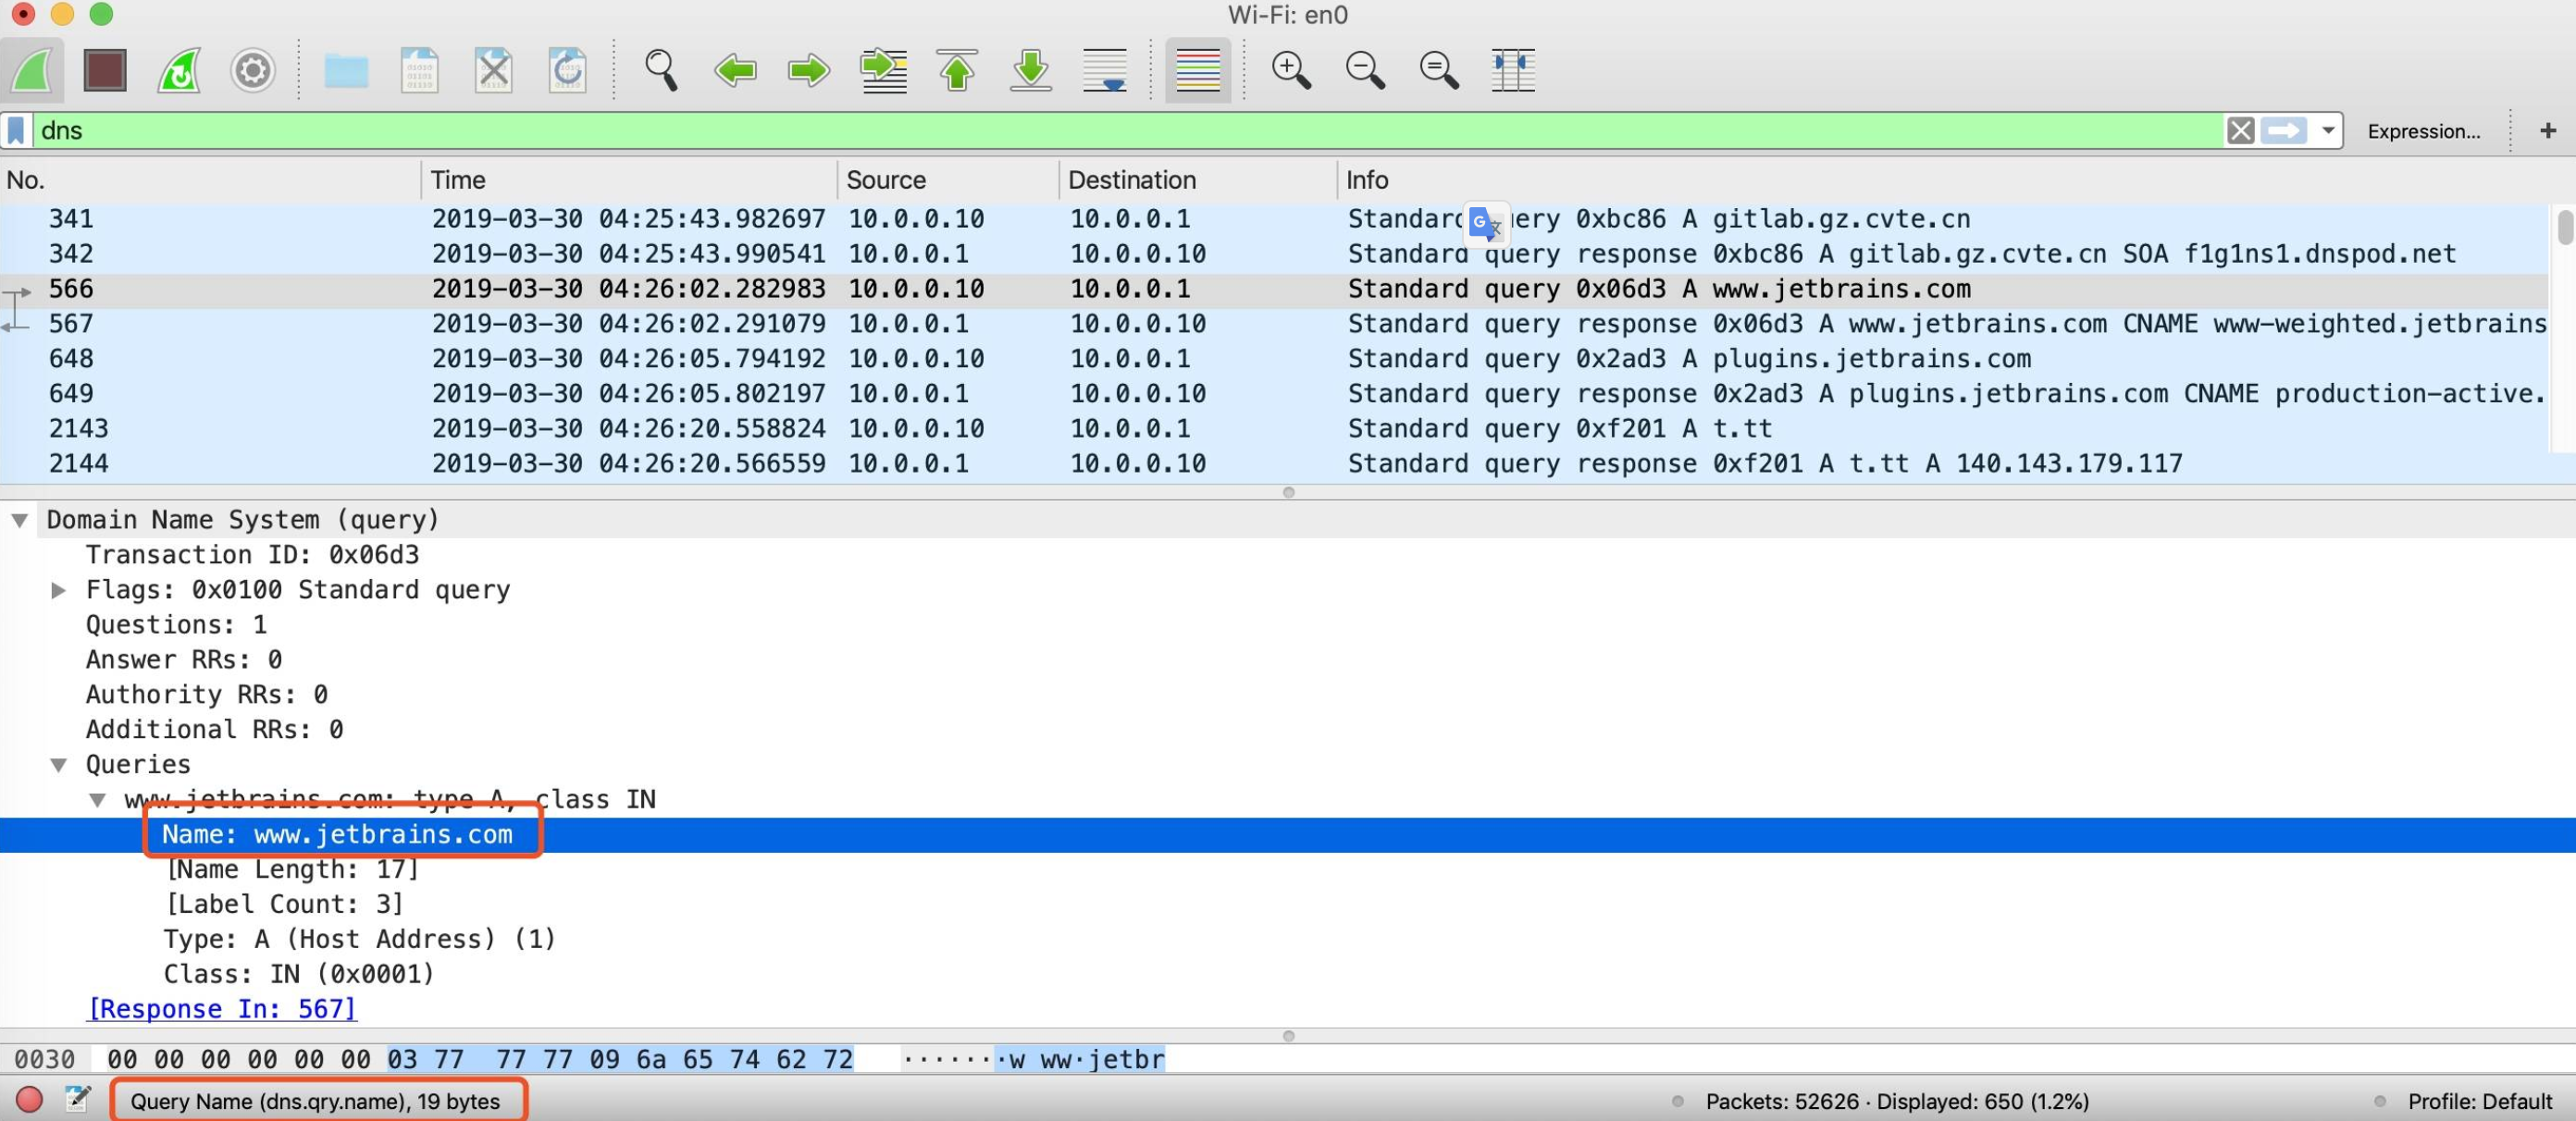 Wi-Fi: en0
dns
Expression...
+
No. Time Source Destination Info
341 2019-03-30 04:25:43.982697 10.0.0.10 10.0.0.1 Standard ery 0xbc86 A gitlab.gz.cvte.cn
342 2019-03-30 04:25:43.990541 10.0.0.1 10.0.0.10 Standard query response 0xbc86 A gitlab.gz.cvte.cn SOA f1g1ns1.dnspod.net
566 2019-03-30 04:26:02.282983 10.0.0.10 10.0.0.1 Standard query 0x06d3 A www.jetbrains.com
567 2019-03-30 04:26:02.291079 10.0.0.1 10.0.0.10 Standard query response 0x06d3 A www.jetbrains.com CNAME www-weighted.jetbrains
648 2019-03-30 04:26:05.794192 10.0.0.10 10.0.0.1 Standard query 0x2ad3 A plugins.jetbrains.com
649 2019-03-30 04:26:05.802197 10.0.0.1 10.0.0.10 Standard query response 0x2ad3 A plugins.jetbrains.com CNAME production-active.
2143 2019-03-30 04:26:20.558824 10.0.0.10 10.0.0.1 Standard query 0xf201 A t.tt
2144 2019-03-30 04:26:20.566559 10.0.0.1 10.0.0.10 Standard query response 0xf201 A t.tt A 140.143.179.117
Domain Name System (query)
Transaction ID: 0x06d3
Flags: 0x0100 Standard query
Questions: 1
Answer RRs: 0
Authority RRs: 0
Additional RRs: 0
Queries
www.jetbrains.com: type A, class IN
Name: www.jetbrains.com
[Name Length: 17]
[Label Count: 3]
Type: A (Host Address) (1)
Class: IN (0x0001)
[Response In: 567]
0030 00 00 00 00 00 00 03 77 77 77 09 6a 65 74 62 72 ·······w ww·jetbr
Query Name (dns.qry.name), 19 bytes
Packets: 52626 · Displayed: 650 (1.2%)
Profile: Default